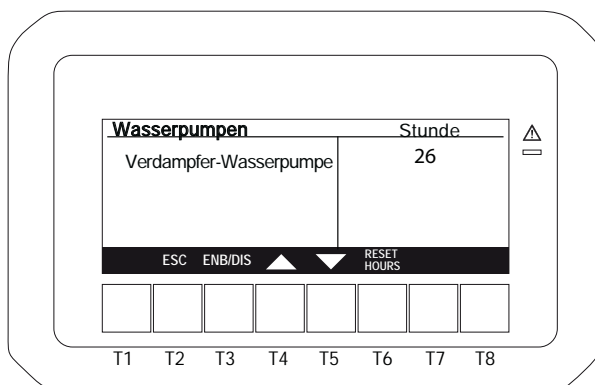 Wasserpumpen Stunde
Verdampfer-Wasserpumpe 26
ESC ENB/DIS RESET
HOURS
T1 T2 T3 T4 T5 T6 T7 T8